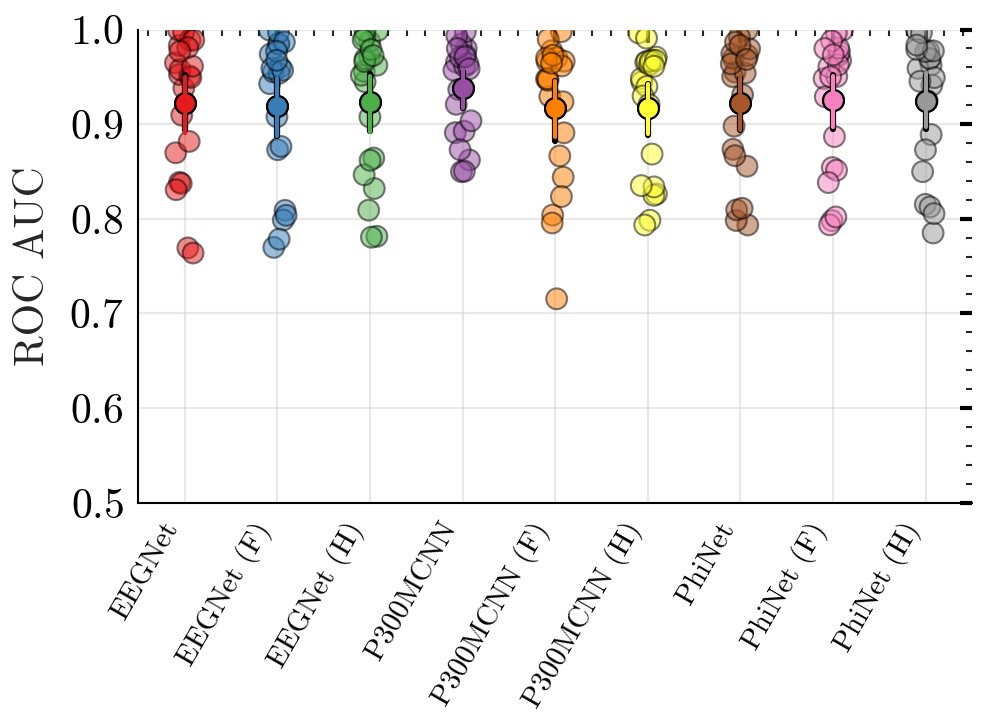 1.0
0.9
0.8
0.7
0.6
0.5
ROC AUC
EEGNet
EEGNet (F)
EEGNet (H)
P300MCNN
P300MCNN (F)
P300MCNN (H)
PhiNet
PhiNet (F)
PhiNet (H)